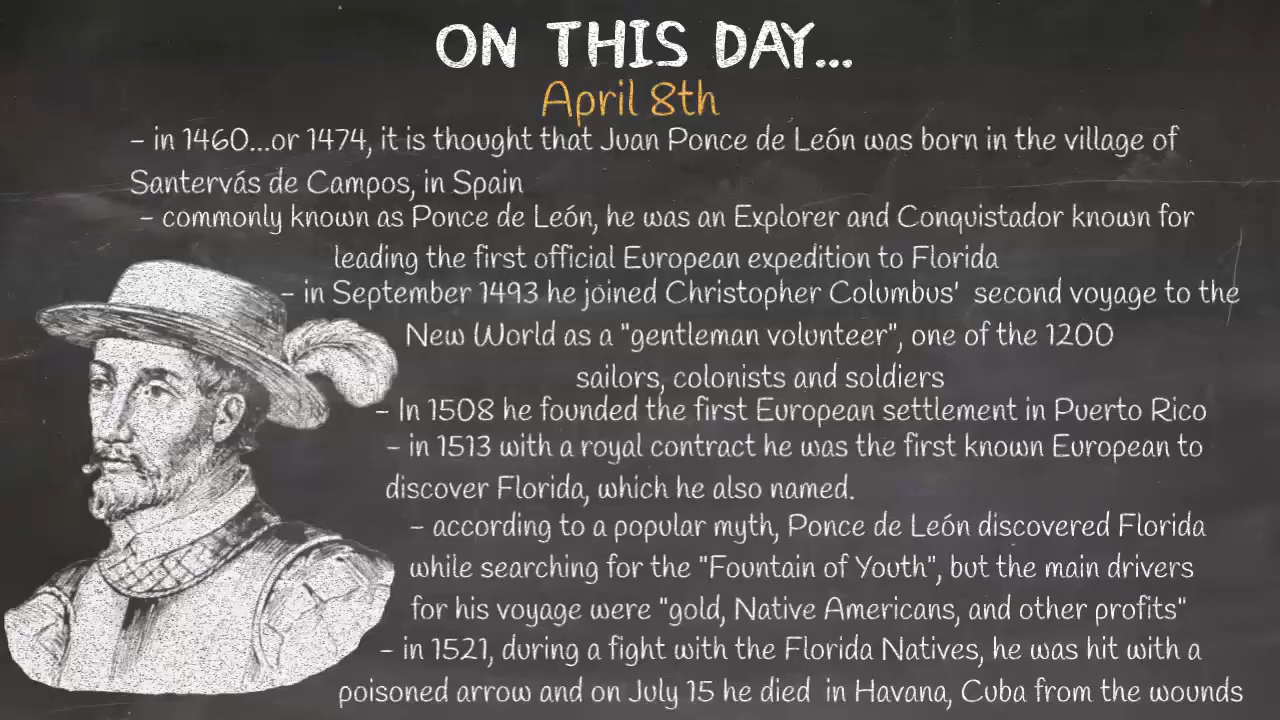 ON THIS DAY...
April 8th
- in 1460...or 1474, it is thought that Juan Ponce de León was born in the village of
Santervás de Campos, in Spain
- commonly known as Ponce de León, he was an Explorer and Conquistador known for
leading the first official European expedition to Florida
- in September 1493 he joined Christopher Columbus' second voyage to the
New World as a "gentleman volunteer", one of the 1200
sailors, colonists and soldiers
- In 1508 he founded the first European settlement in Puerto Rico
- in 1513 with a royal contract he was the first known European to
discover Florida, which he also named.
- according to a popular myth, Ponce de León discovered Florida
while searching for the "Fountain of Youth", but the main drivers
for his voyage were "gold, Native Americans, and other profits"
- in 1521, during a fight with the Florida Natives, he was hit with a
poisoned arrow and on July 15 he died in Havana, Cuba from the wounds